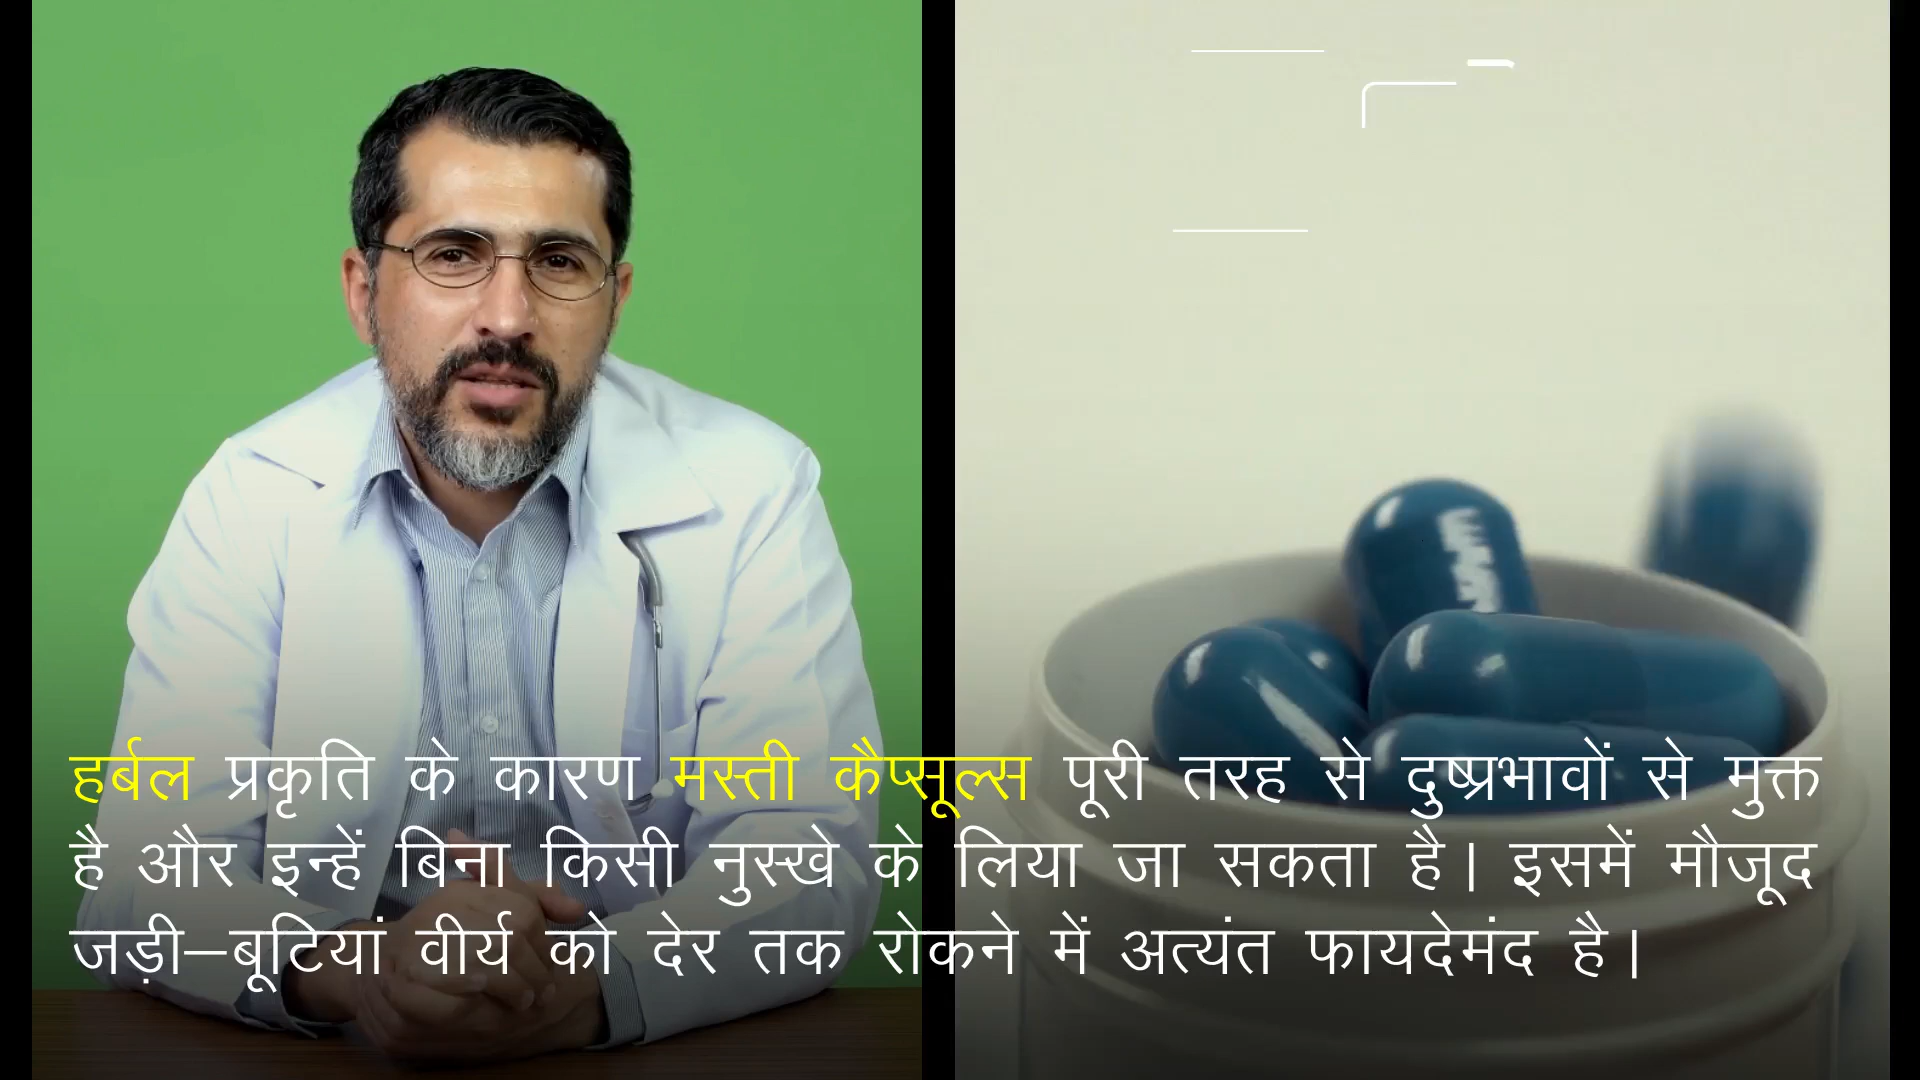 हर्बल प्रकृति के कारण मस्ती कैप्सूल्स पूरी तरह से दुष्प्रभावों से मुक्त
है और इन्हें बिना किसी नुस्खे के लिया जा सकता है। इसमें मौजूद
जड़ी–बूटियां वीर्य को देर तक रोकने में अत्यंत फायदेमंद है।